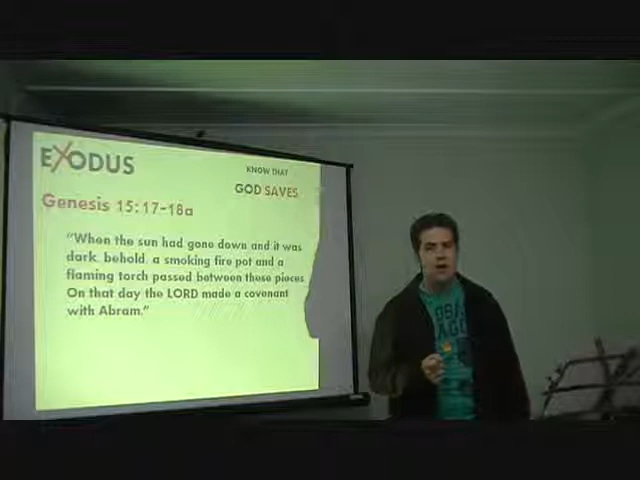 EXODUS
KNOW THAT
GOD SAVES
Genesis 15:17-18a
"When the sun had gone down and it was
dark, behold, a smoking fire pot and a
flaming torch passed between these pieces.
On that day the LORD made a covenant
with Abram."